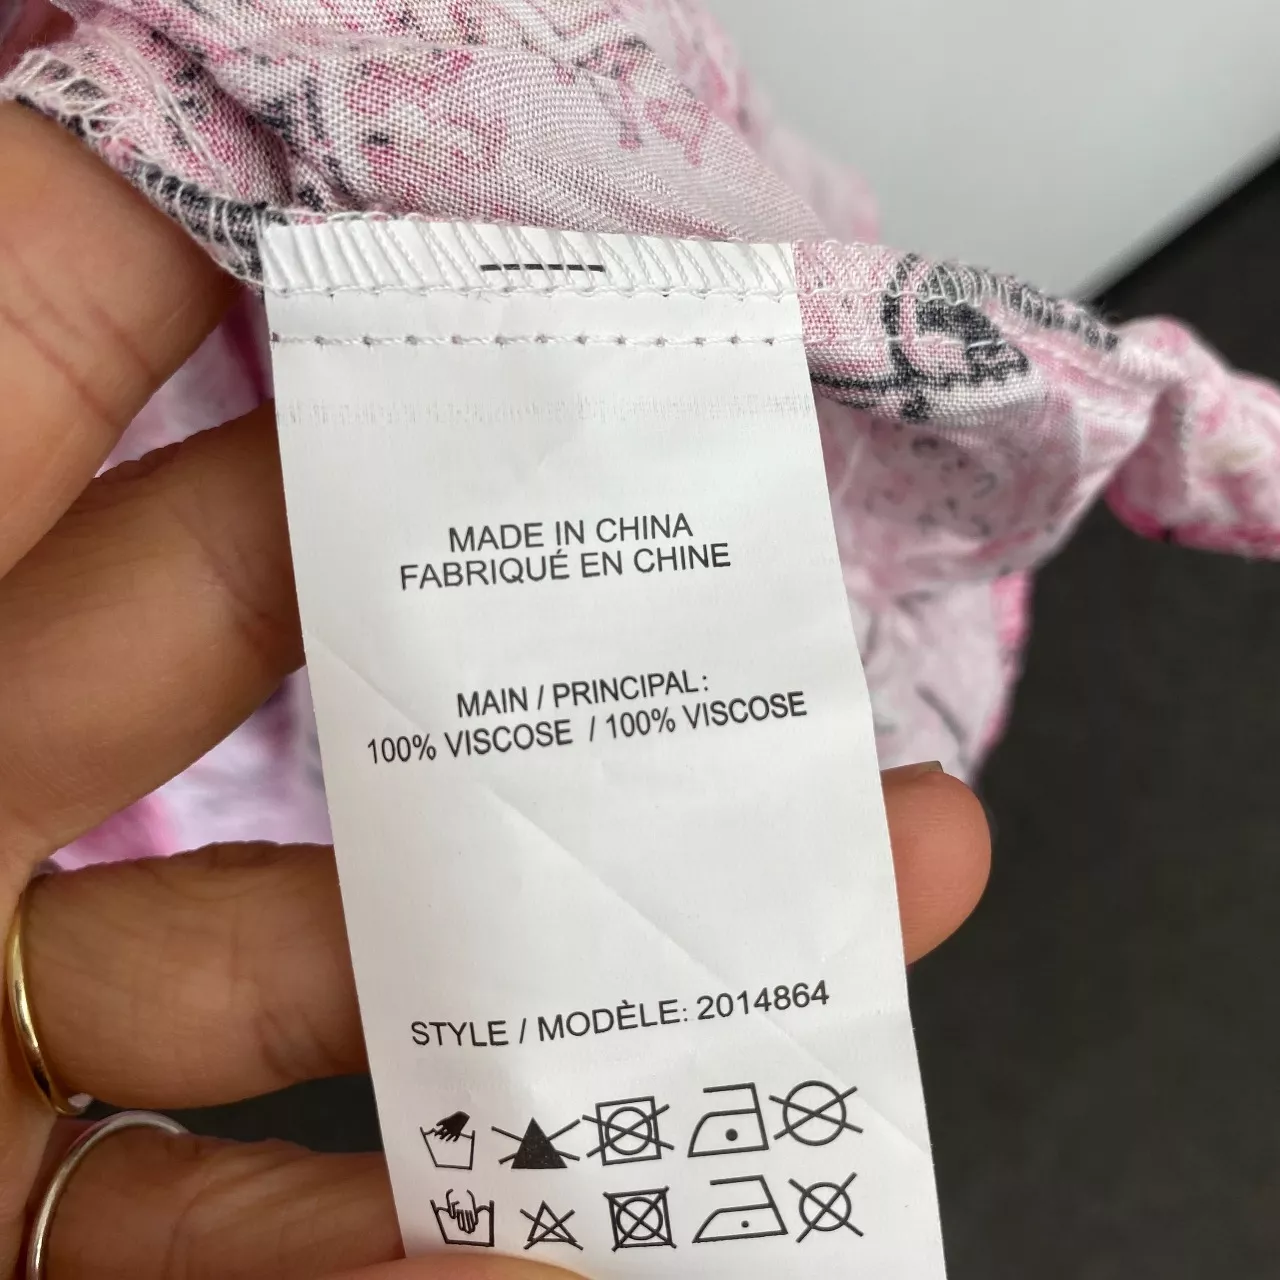 MADE IN CHINA
FABRIQUÉ EN CHINE
MAIN / PRINCIPAL:
100% VISCOSE / 100% VISCOSE
STYLE / MODÈLE: 2014864